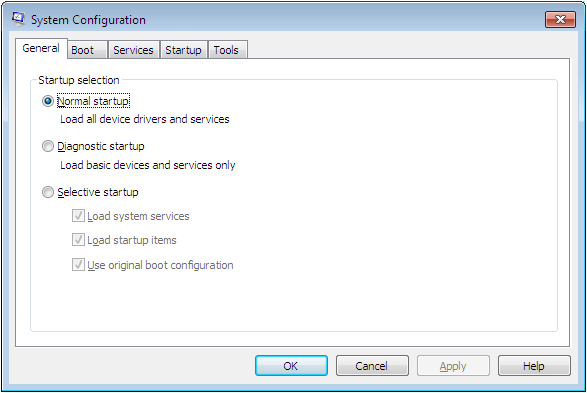 System Configuration
General Boot Services Startup Tools
Startup selection
Normal startup
Load all device drivers and services
Diagnostic startup
Load basic devices and services only
Selective startup
Load system services
Load startup items
Use original boot configuration
OK Cancel Apply Help